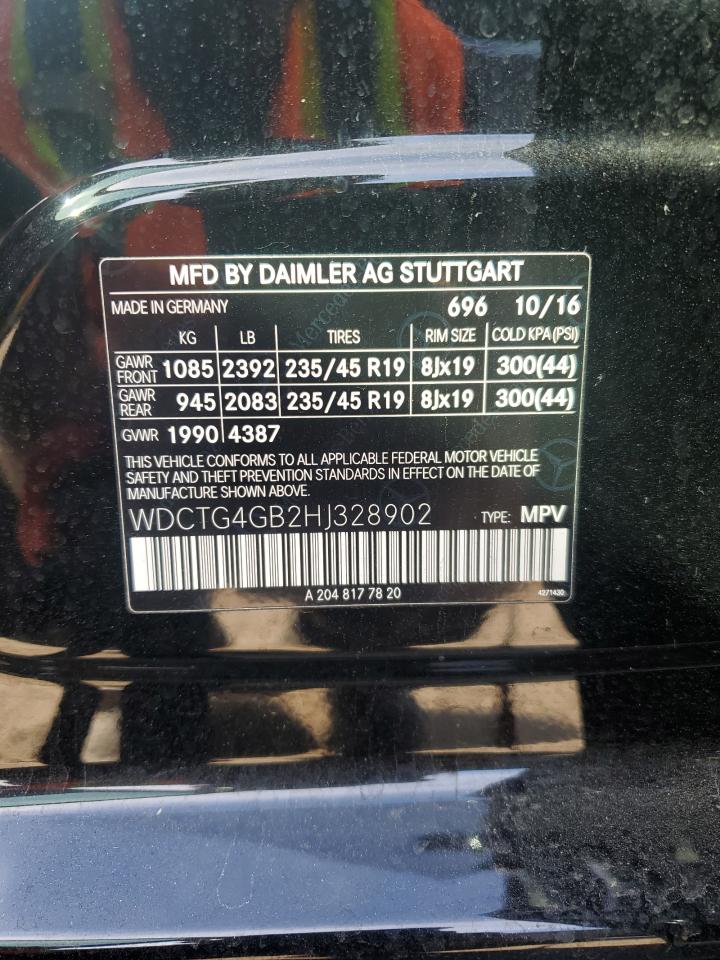 MFD BY DAIMLER AG STUTTGART
MADE IN GERMANY 696 10/16
KG LB TIRES RIM SIZE COLD KPA(PSI)
GAWR FRONT 1085 2392 235/45 R19 8Jx19 300(44)
GAWR REAR 945 2083 235/45 R19 8Jx19 300(44)
GVWR 1990 4387
THIS VEHICLE CONFORMS TO ALL APPLICABLE FEDERAL MOTOR VEHICLE
SAFETY AND THEFT PREVENTION STANDARDS IN EFFECT ON THE DATE OF
MANUFACTURE SHOWN ABOVE
WDCTG4GB2HJ328902 TYPE: MPV
A 204 817 78 20 4271430